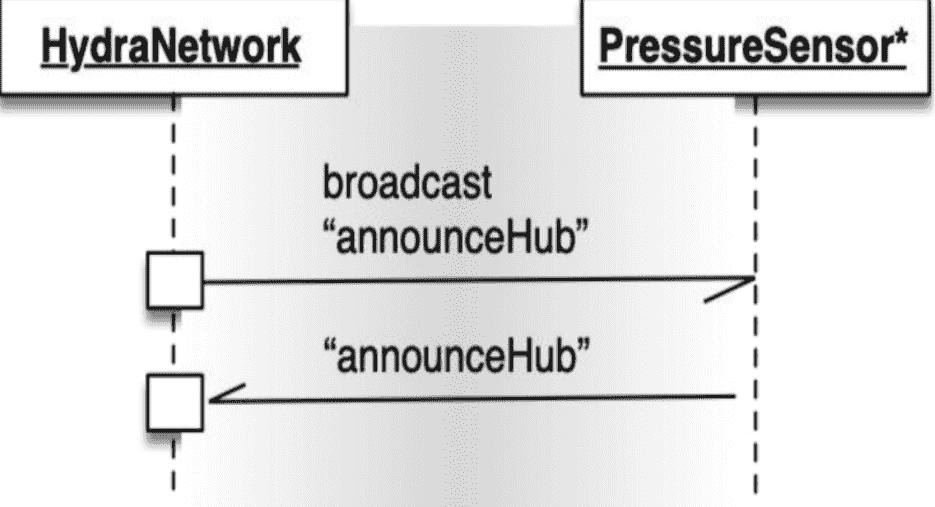 HydraNetwork
PressureSensor*
broadcast
“announceHub”
“announceHub”